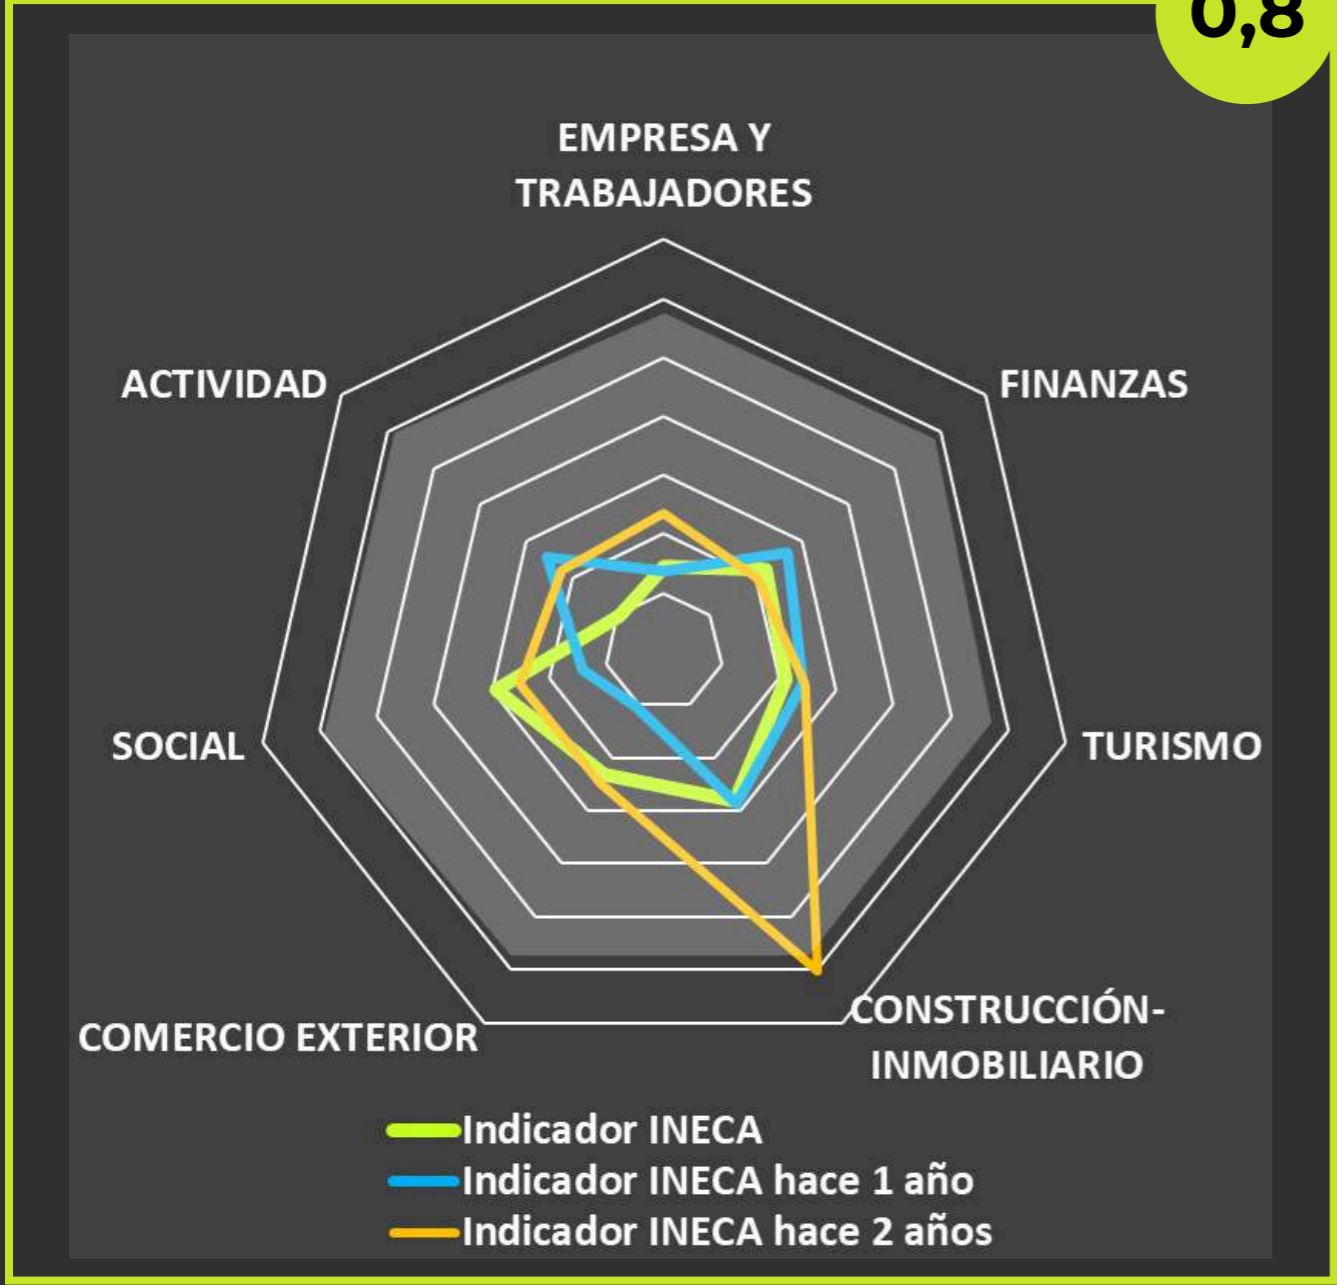 0,8
EMPRESA Y
TRABAJADORES
ACTIVIDAD
FINANZAS
SOCIAL
TURISMO
COMERCIO EXTERIOR
CONSTRUCCIÓN-
INMOBILIARIO
Indicador INECA
Indicador INECA hace 1 año
Indicador INECA hace 2 años